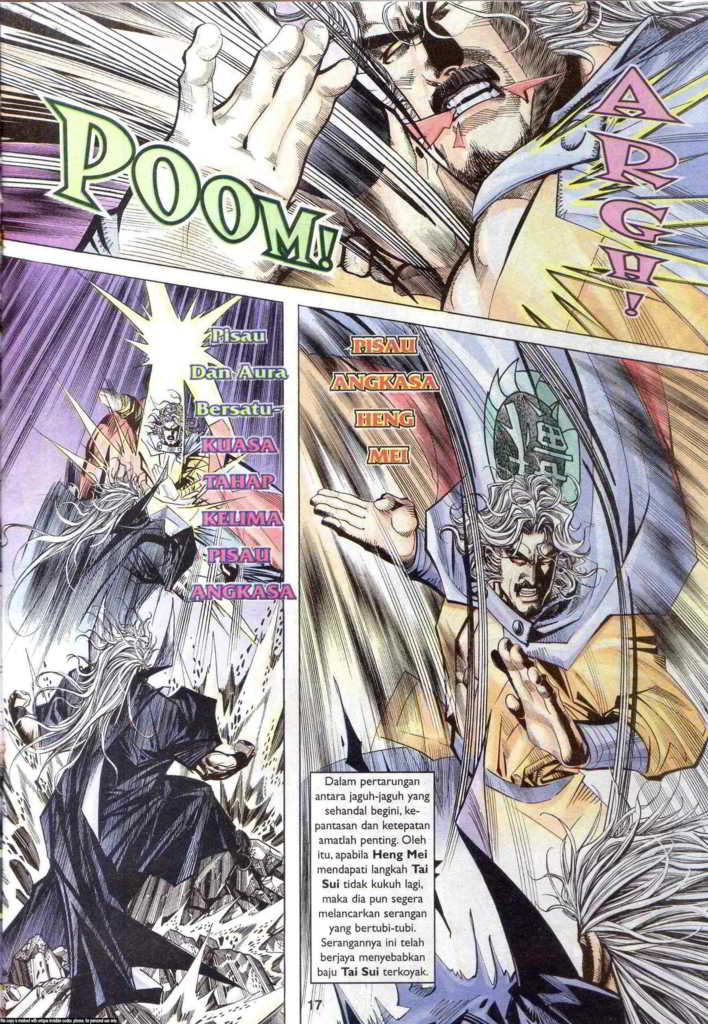 POOM!
ARGH!
Pisau
Dan Aura
Bersatu-
KUASA
TAHAP
KELIMA
PISAU
ANGKASA
PISAU
ANGKASA
HENG
MEI
Dalam pertarungan
antara jaguh-jaguh yang
sehandal begini, ke-
pantasan dan ketepatan
amatlah penting. Oleh
itu, apabila Heng Mei
mendapati langkah Tai
Sui tidak kukuh lagi,
maka dia pun segera
melancarkan serangan
yang bertubi-tubi.
Serangannya ini telah
berjaya menyebabkan
baju Tai Sui terkoyak.
17